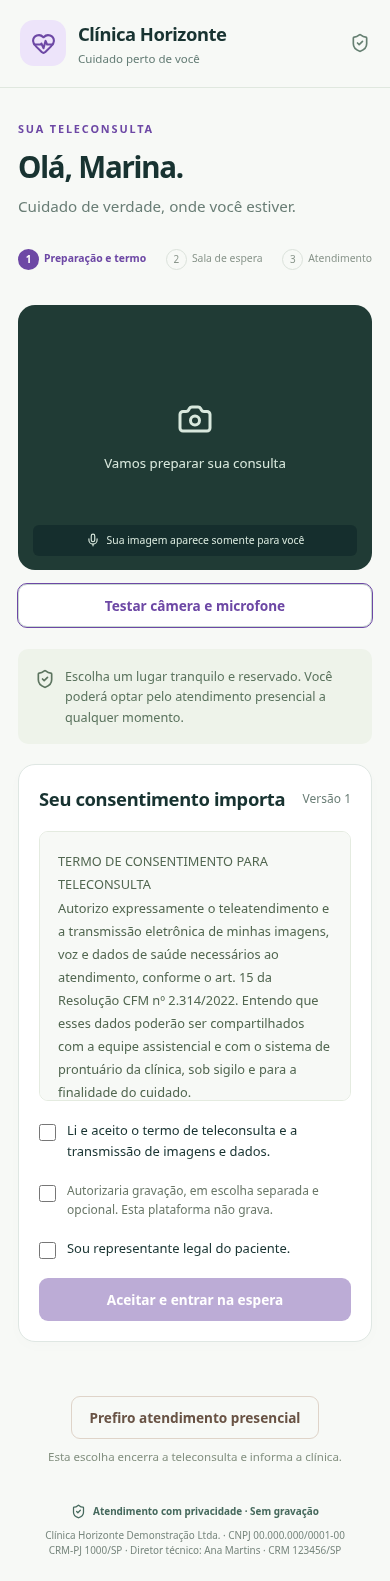 Clínica Horizonte
Cuidado perto de você
SUA TELECONSULTA
Olá, Marina.
Cuidado de verdade, onde você estiver.
1 Preparação e termo 2 Sala de espera 3 Atendimento
Vamos preparar sua consulta
Sua imagem aparece somente para você
Testar câmera e microfone
Escolha um lugar tranquilo e reservado. Você
poderá optar pelo atendimento presencial a
qualquer momento.
Seu consentimento importa Versão 1
TERMO DE CONSENTIMENTO PARA
TELECONSULTA
Autorizo expressamente o teleatendimento e
a transmissão eletrônica de minhas imagens,
voz e dados de saúde necessários ao
atendimento, conforme o art. 15 da
Resolução CFM nº 2.314/2022. Entendo que
esses dados poderão ser compartilhados
com a equipe assistencial e com o sistema de
prontuário da clínica, sob sigilo e para a
finalidade do cuidado.
Li e aceito o termo de teleconsulta e a
transmissão de imagens e dados.
Autorizaria gravação, em escolha separada e
opcional. Esta plataforma não grava.
Sou representante legal do paciente.
Aceitar e entrar na espera
Prefiro atendimento presencial
Esta escolha encerra a teleconsulta e informa a clínica.
Atendimento com privacidade · Sem gravação
Clínica Horizonte Demonstração Ltda. · CNPJ 00.000.000/0001-00
CRM-PJ 1000/SP · Diretor técnico: Ana Martins · CRM 123456/SP